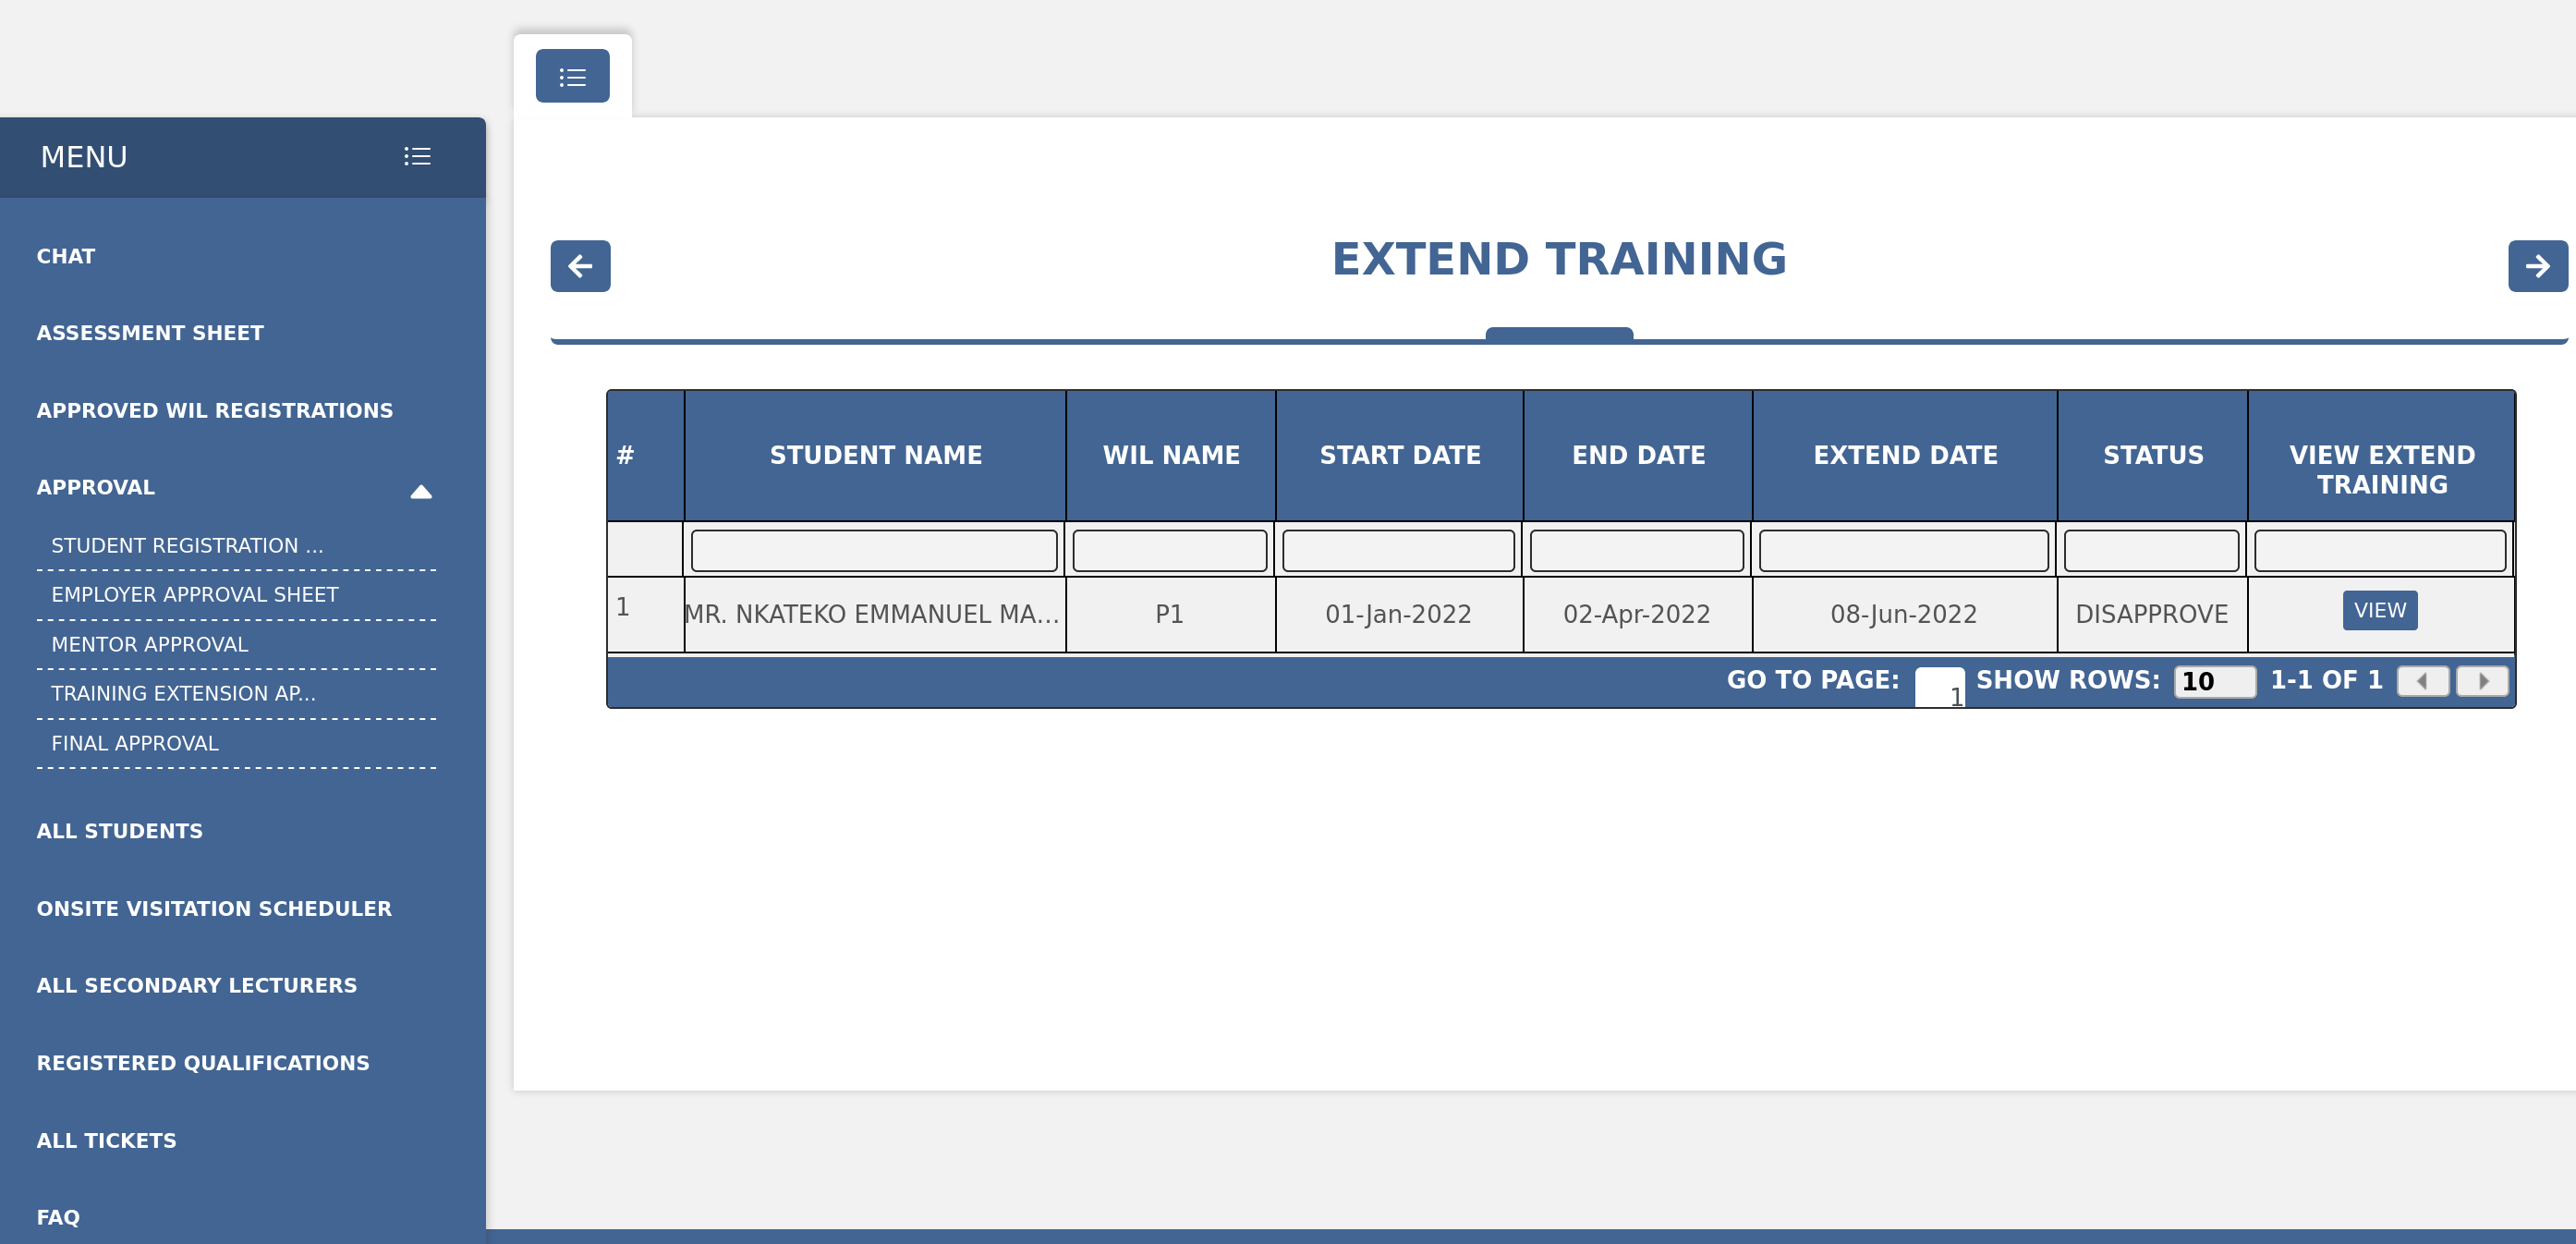 MENU
CHAT
ASSESSMENT SHEET
APPROVED WIL REGISTRATIONS
APPROVAL
STUDENT REGISTRATION ...
EMPLOYER APPROVAL SHEET
MENTOR APPROVAL
TRAINING EXTENSION AP...
FINAL APPROVAL
ALL STUDENTS
ONSITE VISITATION SCHEDULER
ALL SECONDARY LECTURERS
REGISTERED QUALIFICATIONS
ALL TICKETS
FAQ
EXTEND TRAINING
# STUDENT NAME WIL NAME START DATE END DATE EXTEND DATE STATUS VIEW EXTEND
TRAINING
1 MR. NKATEKO EMMANUEL MA... P1 01-Jan-2022 02-Apr-2022 08-Jun-2022 DISAPPROVE VIEW
GO TO PAGE: 1 SHOW ROWS: 10 1-1 OF 1